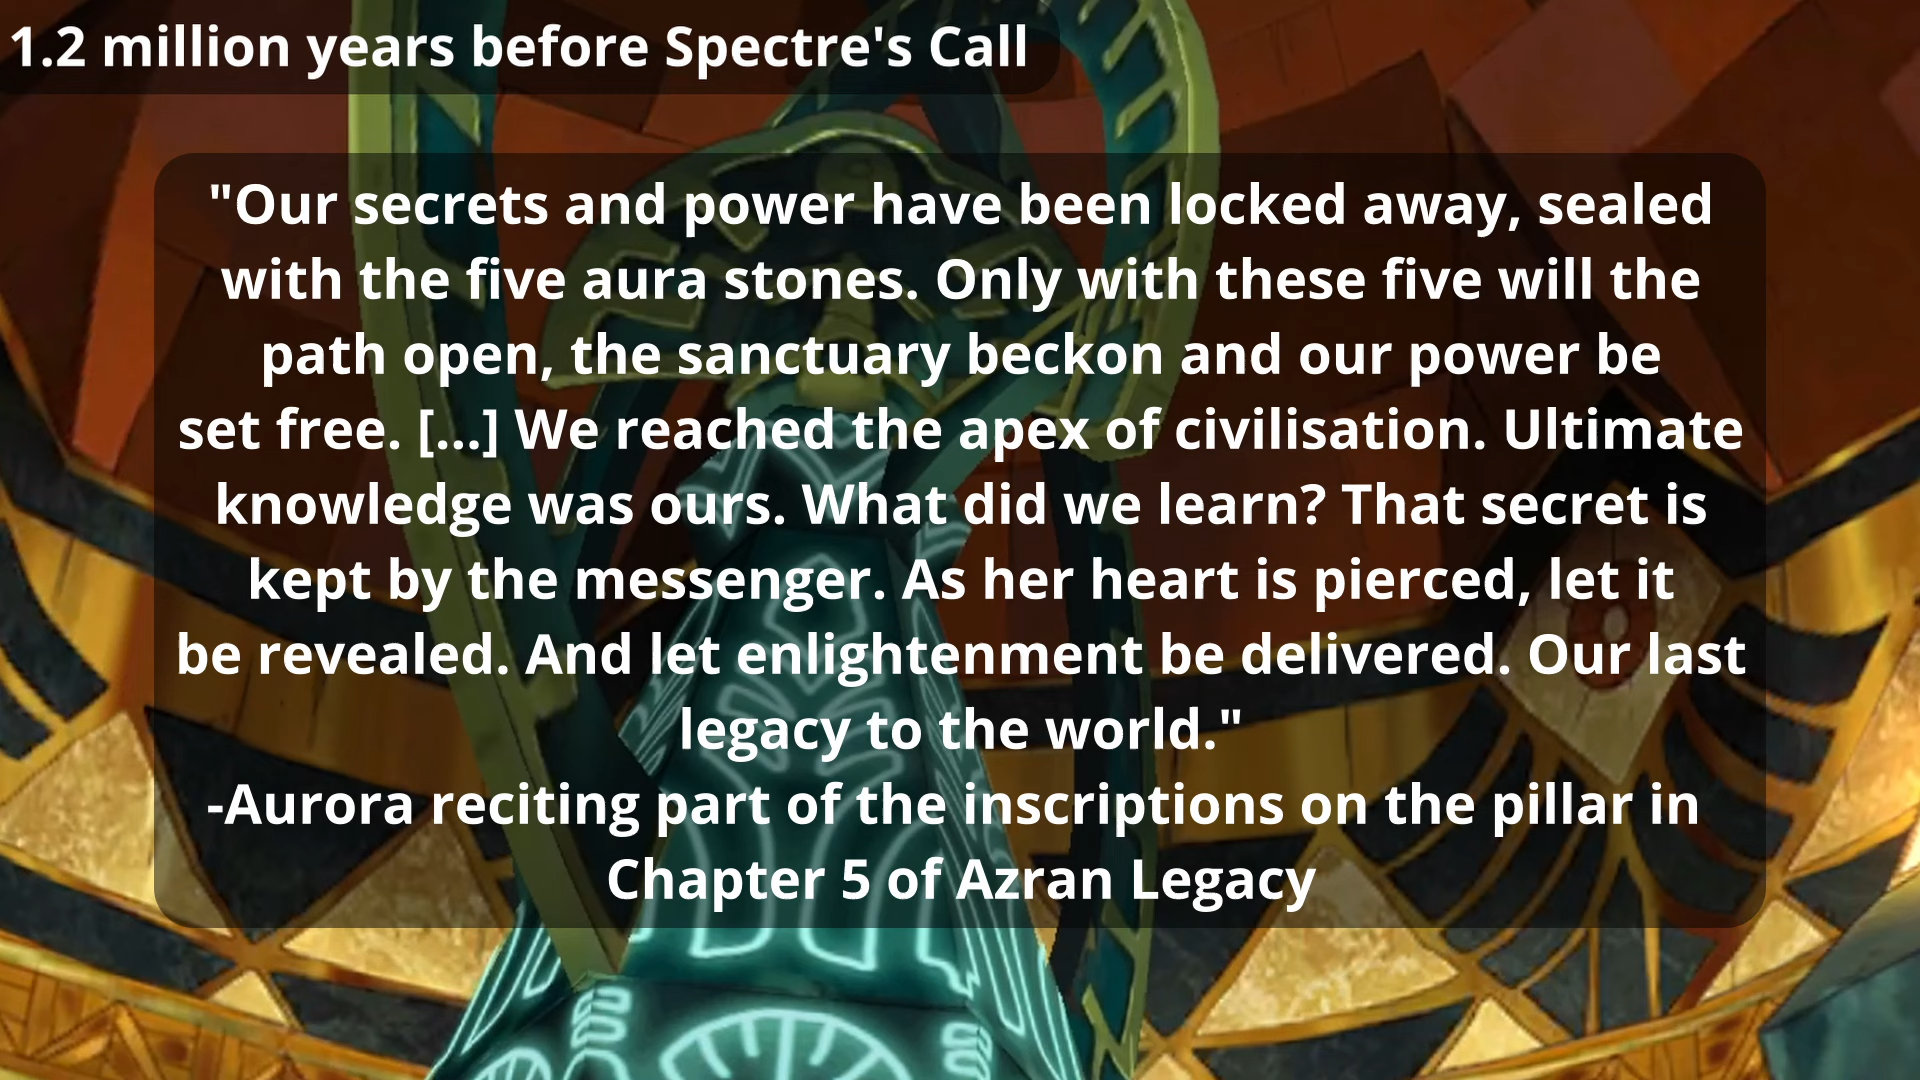 1.2 million years before Spectre's Call
"Our secrets and power have been locked away, sealed
with the five aura stones. Only with these five will the
path open, the sanctuary beckon and our power be
set free. [...] We reached the apex of civilisation. Ultimate
knowledge was ours. What did we learn? That secret is
kept by the messenger. As her heart is pierced, let it
be revealed. And let enlightenment be delivered. Our last
legacy to the world."
-Aurora reciting part of the inscriptions on the pillar in
Chapter 5 of Azran Legacy